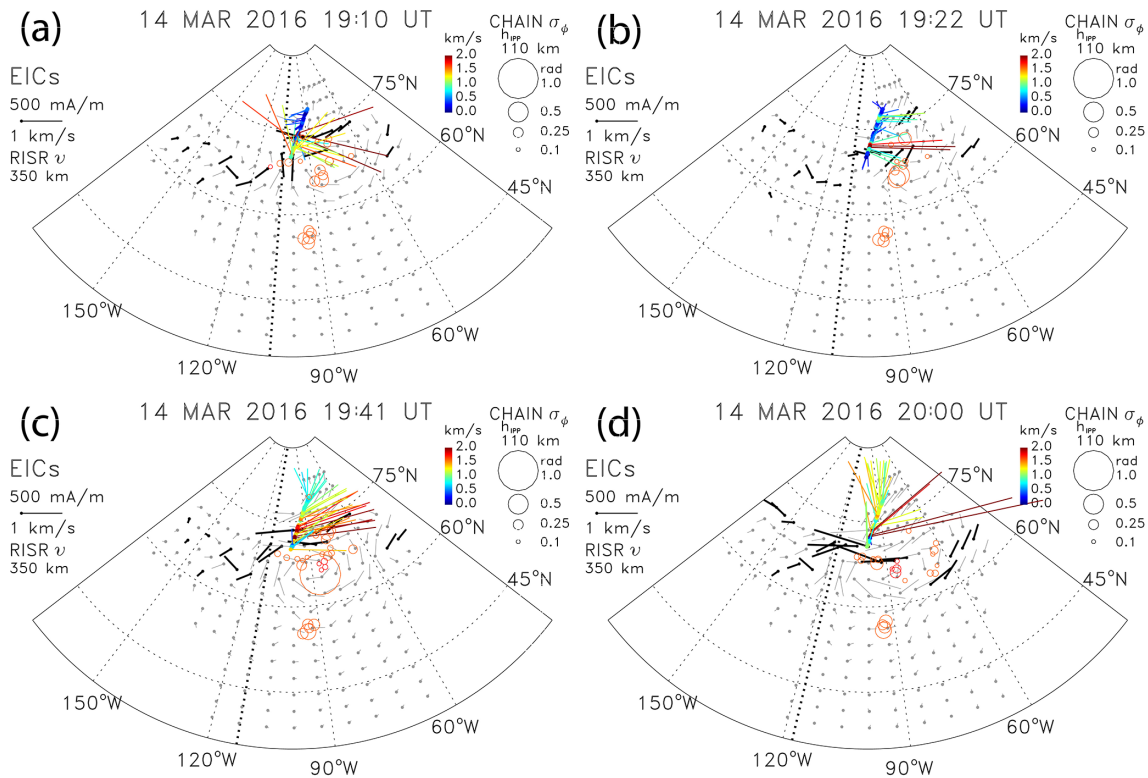 (a)
14 MAR 2016 19:10 UT
EICs
500 mA/m
1 km/s
RISR v
350 km
km/s
2.0
1.5
1.0
0.5
0.0
CHAIN σφ
hIPP
110 km
rad
1.0
0.5
0.25
0.1
75°N
60°N
45°N
150°W
120°W
90°W
60°W
(b)
14 MAR 2016 19:22 UT
EICs
500 mA/m
1 km/s
RISR v
350 km
km/s
2.0
1.5
1.0
0.5
0.0
CHAIN σφ
hIPP
110 km
rad
1.0
0.5
0.25
0.1
75°N
60°N
45°N
150°W
120°W
90°W
60°W
(c)
14 MAR 2016 19:41 UT
EICs
500 mA/m
1 km/s
RISR v
350 km
km/s
2.0
1.5
1.0
0.5
0.0
CHAIN σφ
hIPP
110 km
rad
1.0
0.5
0.25
0.1
75°N
60°N
45°N
150°W
120°W
90°W
60°W
(d)
14 MAR 2016 20:00 UT
EICs
500 mA/m
1 km/s
RISR v
350 km
km/s
2.0
1.5
1.0
0.5
0.0
CHAIN σφ
hIPP
110 km
rad
1.0
0.5
0.25
0.1
75°N
60°N
45°N
150°W
120°W
90°W
60°W